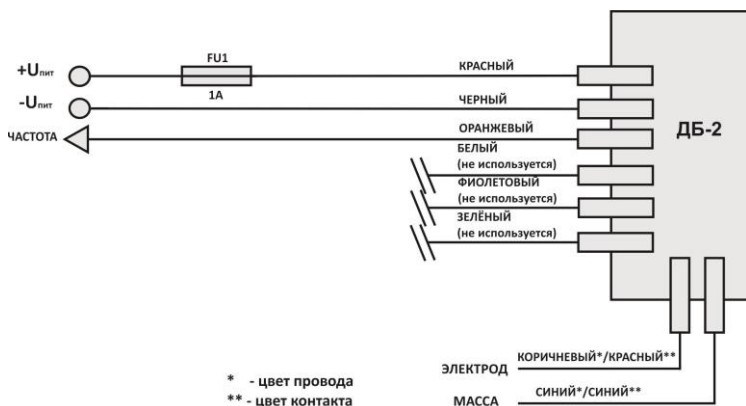 FU1
+Uпит
КРАСНЫЙ
1А
-Uпит
ЧЕРНЫЙ
ДБ-2
ЧАСТОТА
ОРАНЖЕВЫЙ
БЕЛЫЙ
(не используется)
ФИОЛЕТОВЫЙ
(не используется)
ЗЕЛЁНЫЙ
(не используется)
ЭЛЕКТРОД
КОРИЧНЕВЫЙ*/КРАСНЫЙ**
* - цвет провода
** - цвет контакта
МАССА
СИНИЙ*/СИНИЙ**